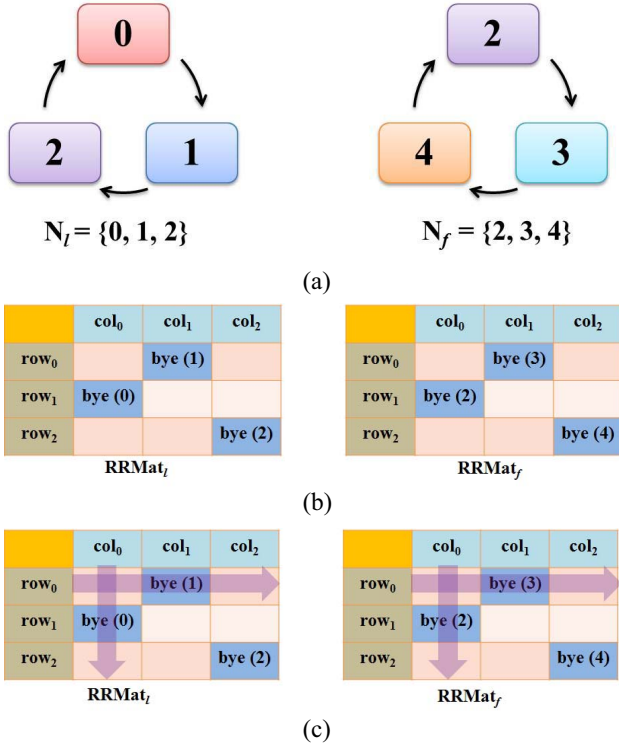 0
2
1
N_l = {0, 1, 2}
2
4
3
N_f = {2, 3, 4}
(a)
col₀ col₁ col₂
row₀ bye (1)
row₁ bye (0)
row₂ bye (2)
RRMat_l
col₀ col₁ col₂
row₀ bye (3)
row₁ bye (2)
row₂ bye (4)
RRMat_f
(b)
col₀ col₁ col₂
row₀ bye (1)
row₁ bye (0)
row₂ bye (2)
RRMat_l
col₀ col₁ col₂
row₀ bye (3)
row₁ bye (2)
row₂ bye (4)
RRMat_f
(c)